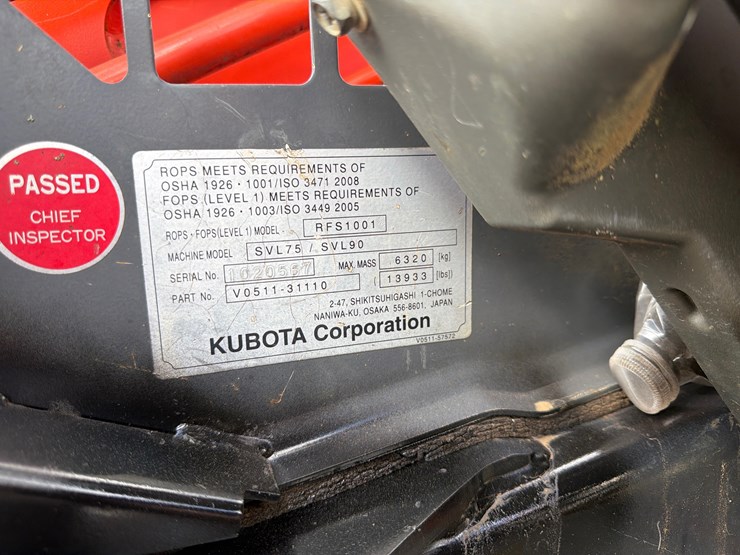 PASSED
CHIEF
INSPECTOR
ROPS MEETS REQUIREMENTS OF
OSHA 1926・1001/ISO 3471 2008
FOPS (LEVEL 1) MEETS REQUIREMENTS OF
OSHA 1926・1003/ISO 3449 2005
ROPS・FOPS(LEVEL 1) MODEL RFS1001
MACHINE MODEL SVL75 / SVL90
SERIAL No. MAX. MASS 6320 [kg]
PART No. V0511-31110 [ 13933 [lbs])
2-47, SHIKITSUHIGASHI 1-CHOME
NANIWA-KU, OSAKA 556-8601, JAPAN
KUBOTA Corporation
V0511-57572